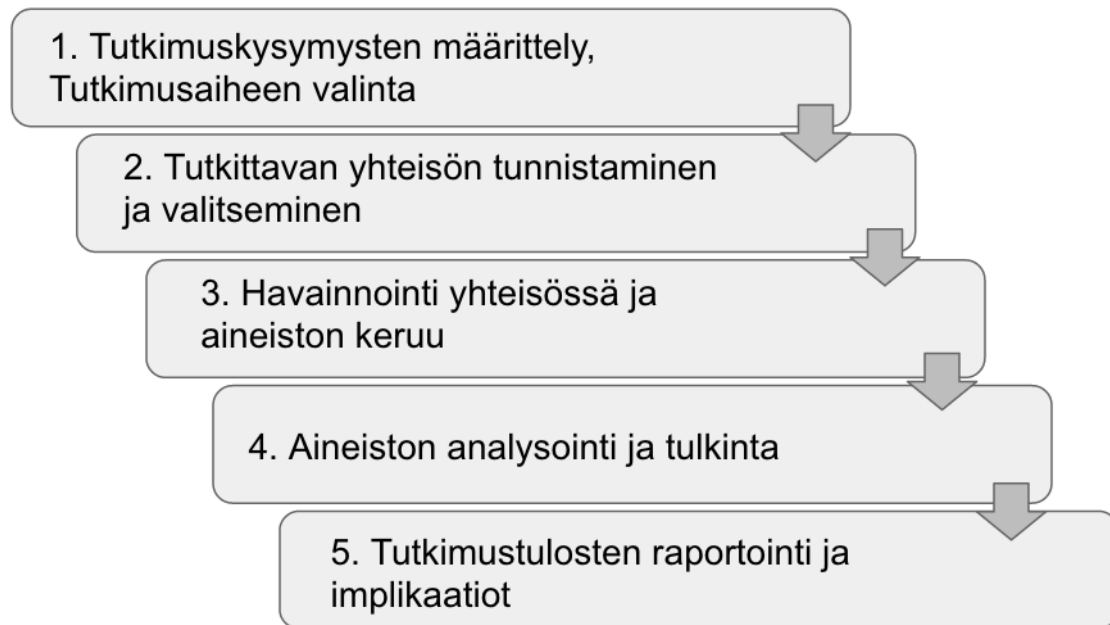 1. Tutkimuskysymysten määrittely,
Tutkimusaiheen valinta
2. Tutkittavan yhteisön tunnistaminen
ja valitseminen
3. Havainnointi yhteisössä ja
aineiston keruu
4. Aineiston analysointi ja tulkinta
5. Tutkimustulosten raportointi ja
implikaatiot